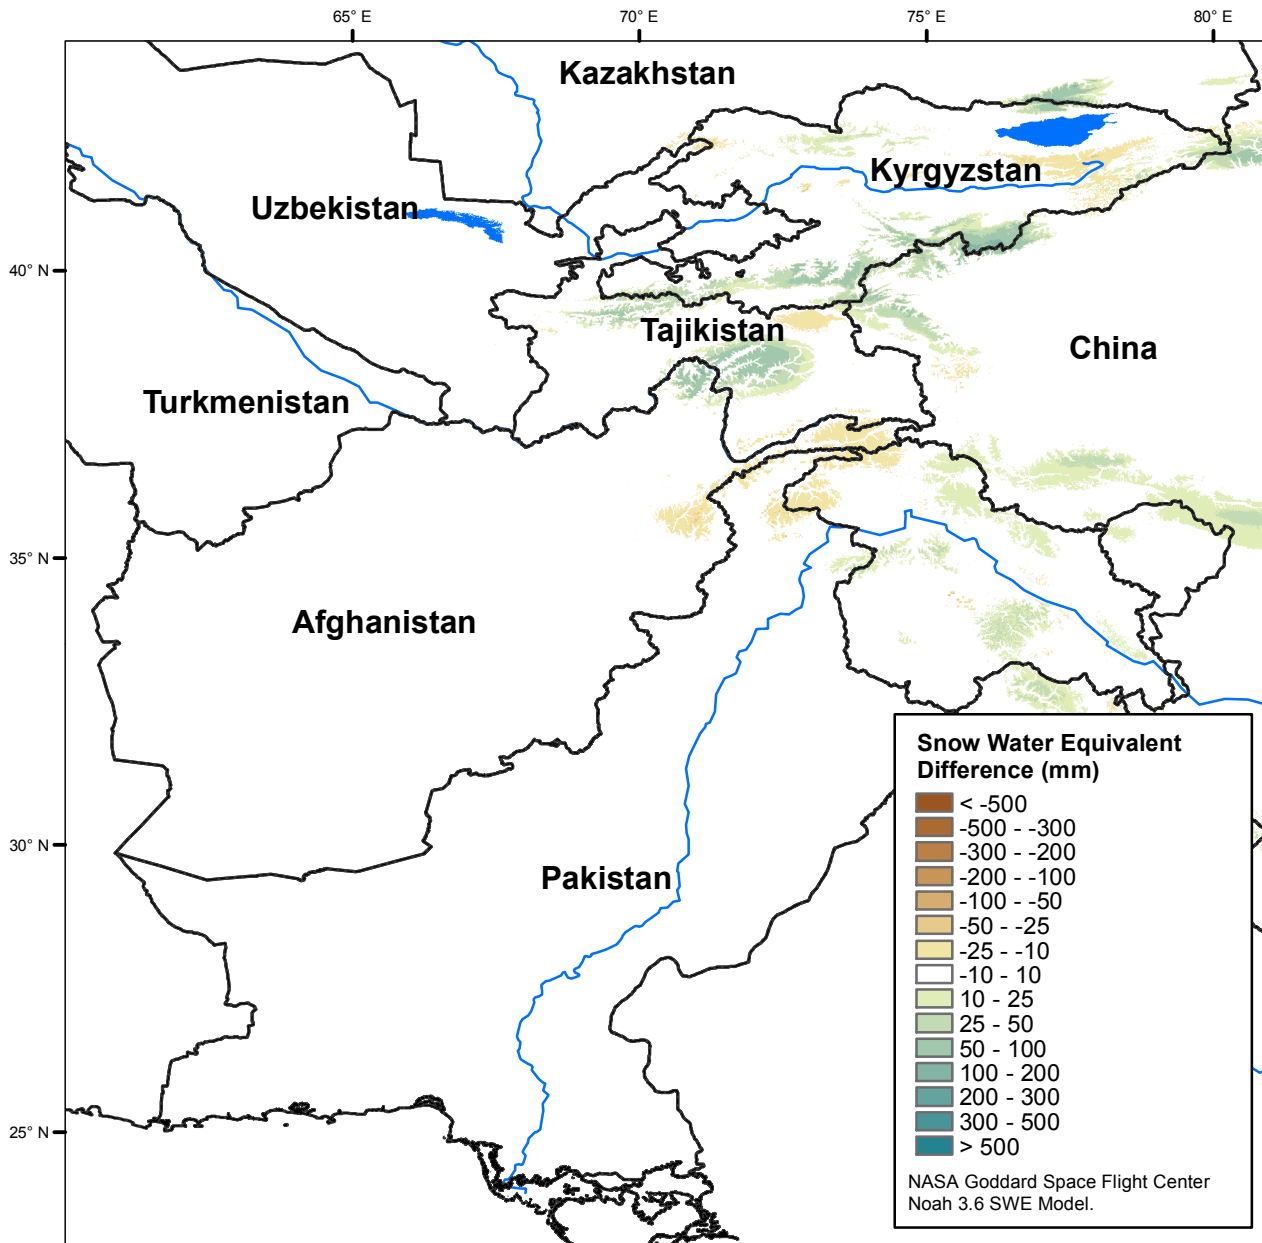 65° E
70° E
75° E
80° E
Kazakhstan
Kyrgyzstan
Uzbekistan
40° N
Tajikistan
China
Turkmenistan
35° N
Afghanistan
Snow Water Equivalent
Difference (mm)
< -500
-500 - -300
-300 - -200
-200 - -100
-100 - -50
-50 - -25
-25 - -10
-10 - 10
10 - 25
25 - 50
50 - 100
100 - 200
200 - 300
300 - 500
> 500
NASA Goddard Space Flight Center
Noah 3.6 SWE Model.
30° N
Pakistan
25° N